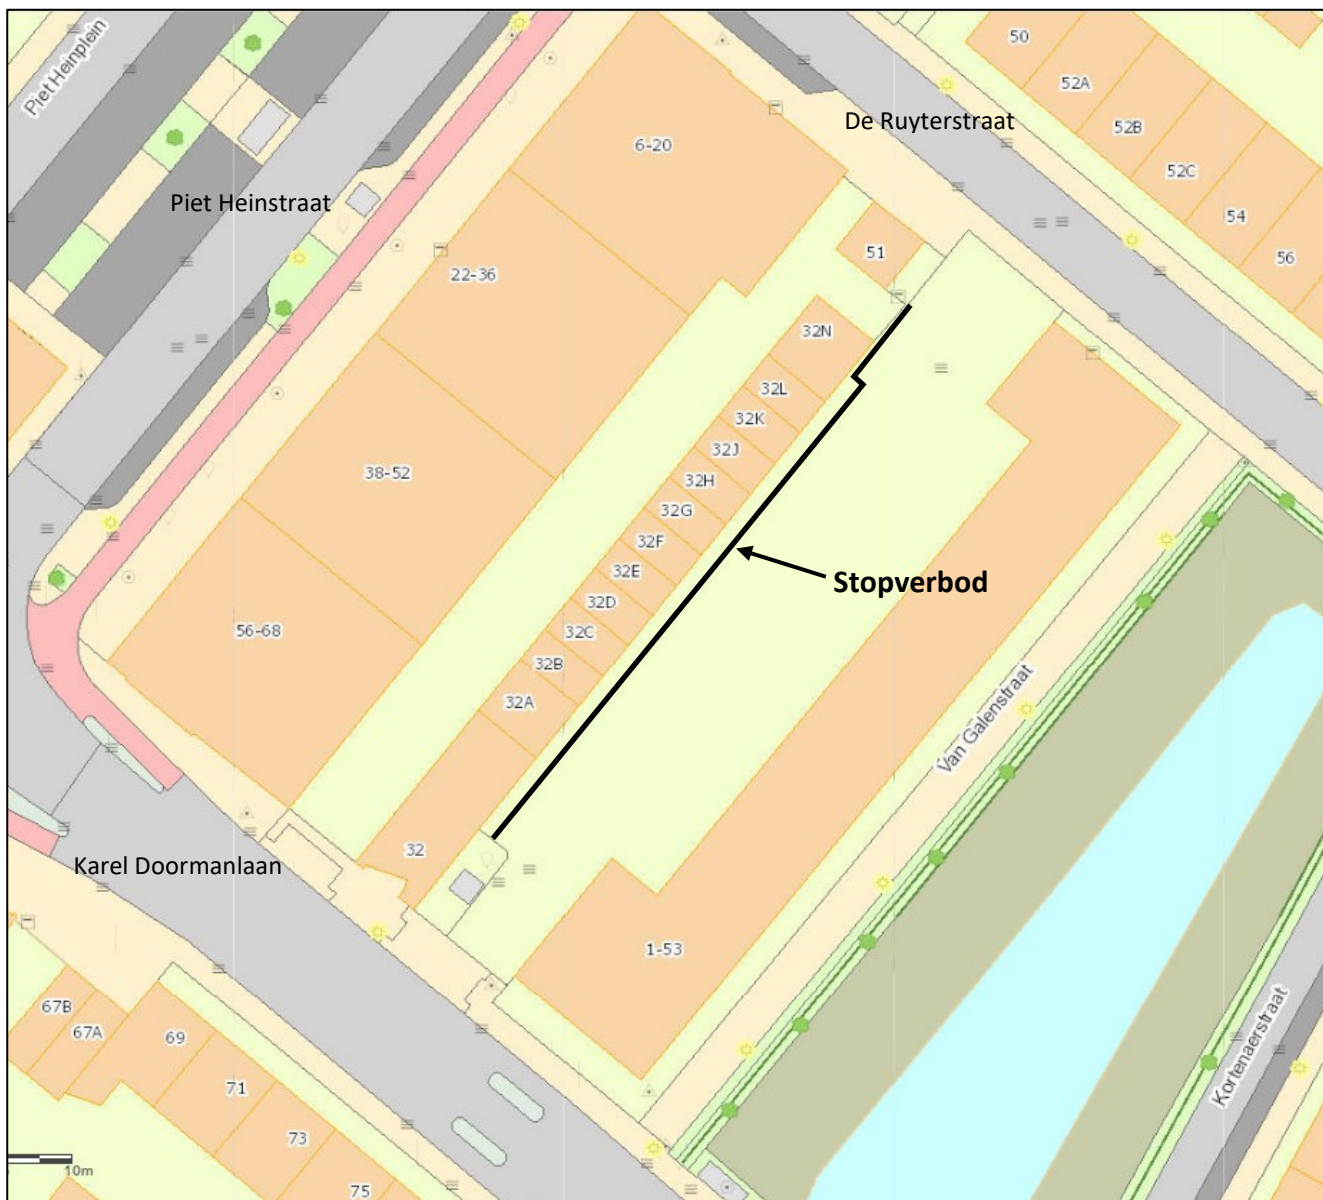 Piet Heinplein
De Ruyterstraat
Piet Heinstraat
50
52A
52B
52C
54
56
6-20
51
22-36
32N
32L
32K
32J
32H
32G
32F
32E
32D
32C
32B
32A
32
38-52
56-68
Stopverbod
Van Galenstraat
Karel Doormanlaan
1-53
67B
67A
69
71
73
75
Kortenaerstraat
10m